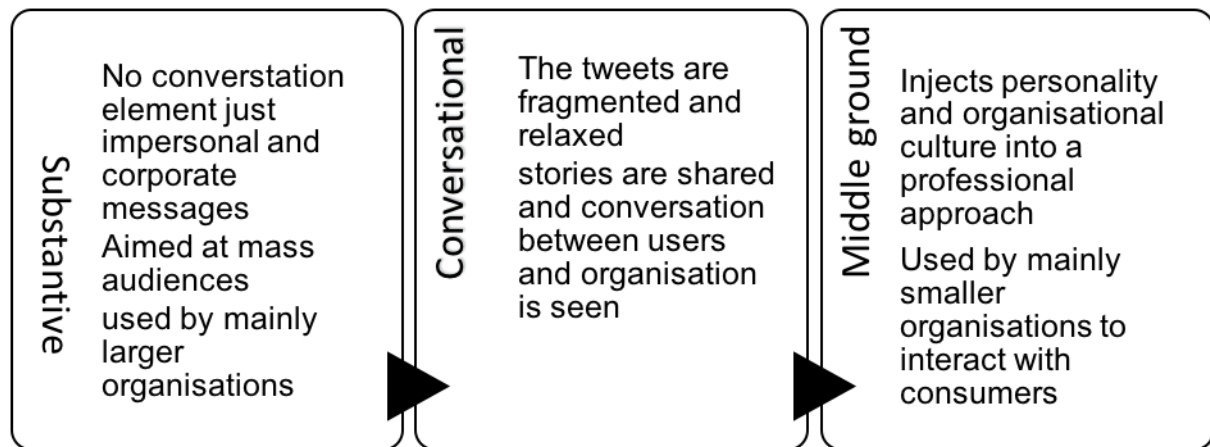 Substantive
No converstation
element just
impersonal and
corporate
messages
Aimed at mass
audiences
used by mainly
larger
organisations
Conversational
The tweets are
fragmented and
relaxed
stories are shared
and conversation
between users
and organisation
is seen
Middle ground
Injects personality
and organisational
culture into a
professional
approach
Used by mainly
smaller
organisations to
interact with
consumers